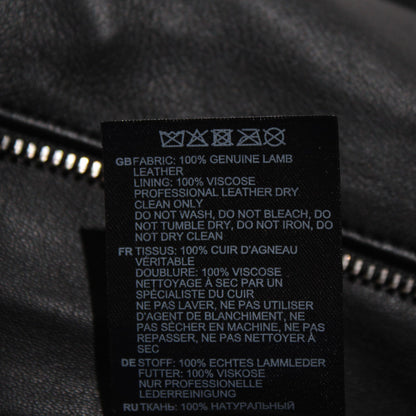 GB FABRIC: 100% GENUINE LAMB
LEATHER
LINING: 100% VISCOSE
PROFESSIONAL LEATHER DRY
CLEAN ONLY
DO NOT WASH, DO NOT BLEACH, DO
NOT TUMBLE DRY, DO NOT IRON, DO
NOT DRY CLEAN
FR TISSUS: 100% CUIR D'AGNEAU
VÉRITABLE
DOUBLURE: 100% VISCOSE
NETTOYAGE À SEC PAR UN
SPÉCIALISTE DU CUIR
NE PAS LAVER, NE PAS UTILISER
D'AGENT DE BLANCHIMENT, NE
PAS SÉCHER EN MACHINE, NE PAS
REPASSER, NE PAS NETTOYER À
SEC
DE STOFF: 100% ECHTES LAMMLEDER
FUTTER: 100% VISKOSE
NUR PROFESSIONELLE
LEDERREINIGUNG
RU ТКАНЬ: 100% НАТУРАЛЬНЫЙ